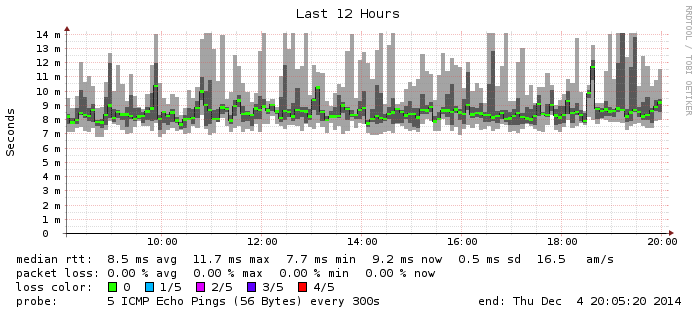 Last 12 Hours
RRDTOOL / TOBI OETIKER
Seconds
14 m
13 m
12 m
11 m
10 m
9 m
8 m
7 m
6 m
5 m
4 m
3 m
2 m
1 m
0
10:00 12:00 14:00 16:00 18:00 20:00
median rtt: 8.5 ms avg 11.7 ms max 7.7 ms min 9.2 ms now 0.5 ms sd 16.5 am/s
packet loss: 0.00 % avg 0.00 % max 0.00 % min 0.00 % now
loss color: 0 1/5 2/5 3/5 4/5
probe: 5 ICMP Echo Pings (56 Bytes) every 300s end: Thu Dec 4 20:05:20 2014